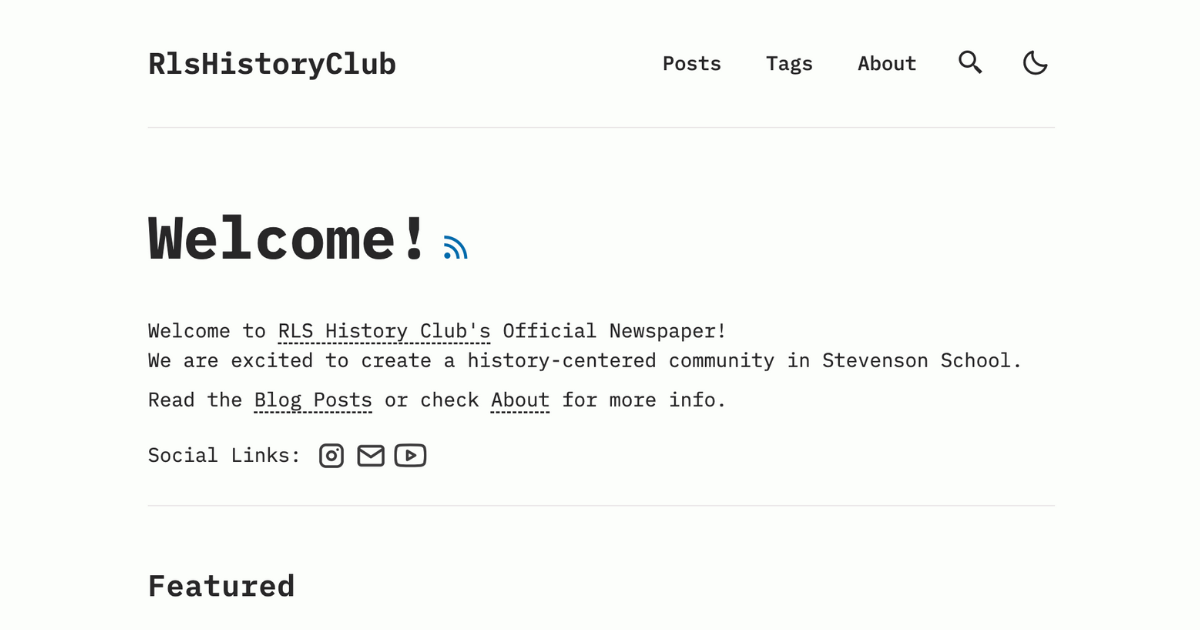 RlsHistoryClub
Posts Tags About
Welcome!
Welcome to RLS History Club's Official Newspaper!
We are excited to create a history-centered community in Stevenson School.
Read the Blog Posts or check About for more info.
Social Links:
Featured